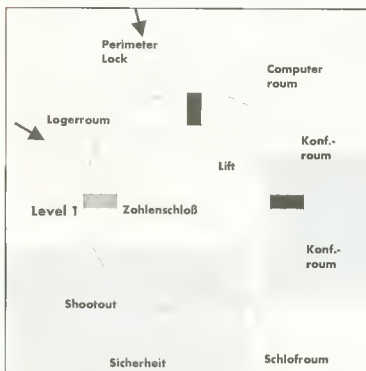 Perimeter
Lock
Computer
roum
Logerroum
Konf.-
roum
Lift
Level 1
Zohlenschloß
Konf.-
roum
Shootout
Sicherheit
Schlofroum